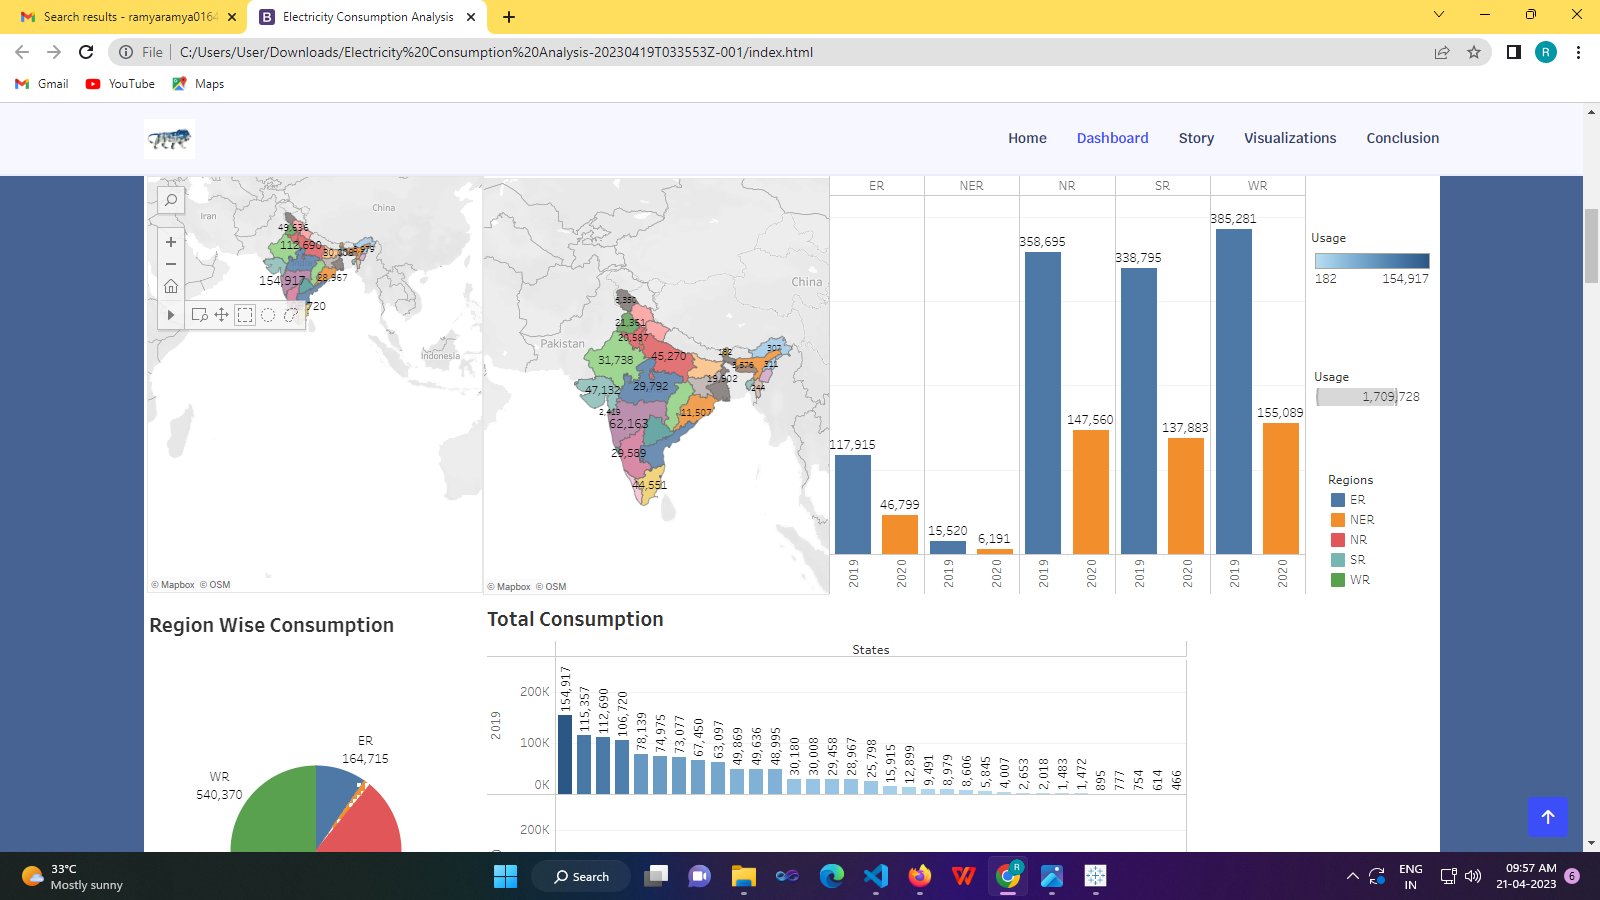 Search results - ramyaramya0164
Electricity Consumption Analysis
File
C:/Users/User/Downloads/Electricity%20Consumption%20Analysis-20230419T033553Z-001/index.html
R
Gmail
YouTube
Maps
Home
Dashboard
Story
Visualizations
Conclusion
Iran
China
49,636
112,690
30,008
8,979
154,917
28,967
720
Indonesia
© Mapbox © OSM
China
Pakistan
6,380
21,351
20,587
31,738
45,270
182
307
3,576
311
19,902
244
47,132
29,792
2,419
11,507
62,163
29,589
44,551
© Mapbox © OSM
ER
NER
NR
SR
WR
117,915
46,799
15,520
6,191
358,695
147,560
338,795
137,883
385,281
155,089
2019
2020
2019
2020
2019
2020
2019
2020
2019
2020
Usage
182
154,917
Usage
1,709,728
Regions
ER
NER
NR
SR
WR
Region Wise Consumption
ER
164,715
WR
540,370
Total Consumption
States
2019
200K
100K
0K
154,917
115,357
112,690
106,720
78,139
74,975
73,077
67,450
63,097
49,869
49,636
48,995
30,180
30,008
29,458
28,967
25,798
15,915
12,899
9,491
8,979
8,606
5,845
4,007
2,653
2,018
1,483
1,472
895
777
754
614
466
200K
33°C
Mostly sunny
Search
R
ENG
IN
09:57 AM
21-04-2023
6